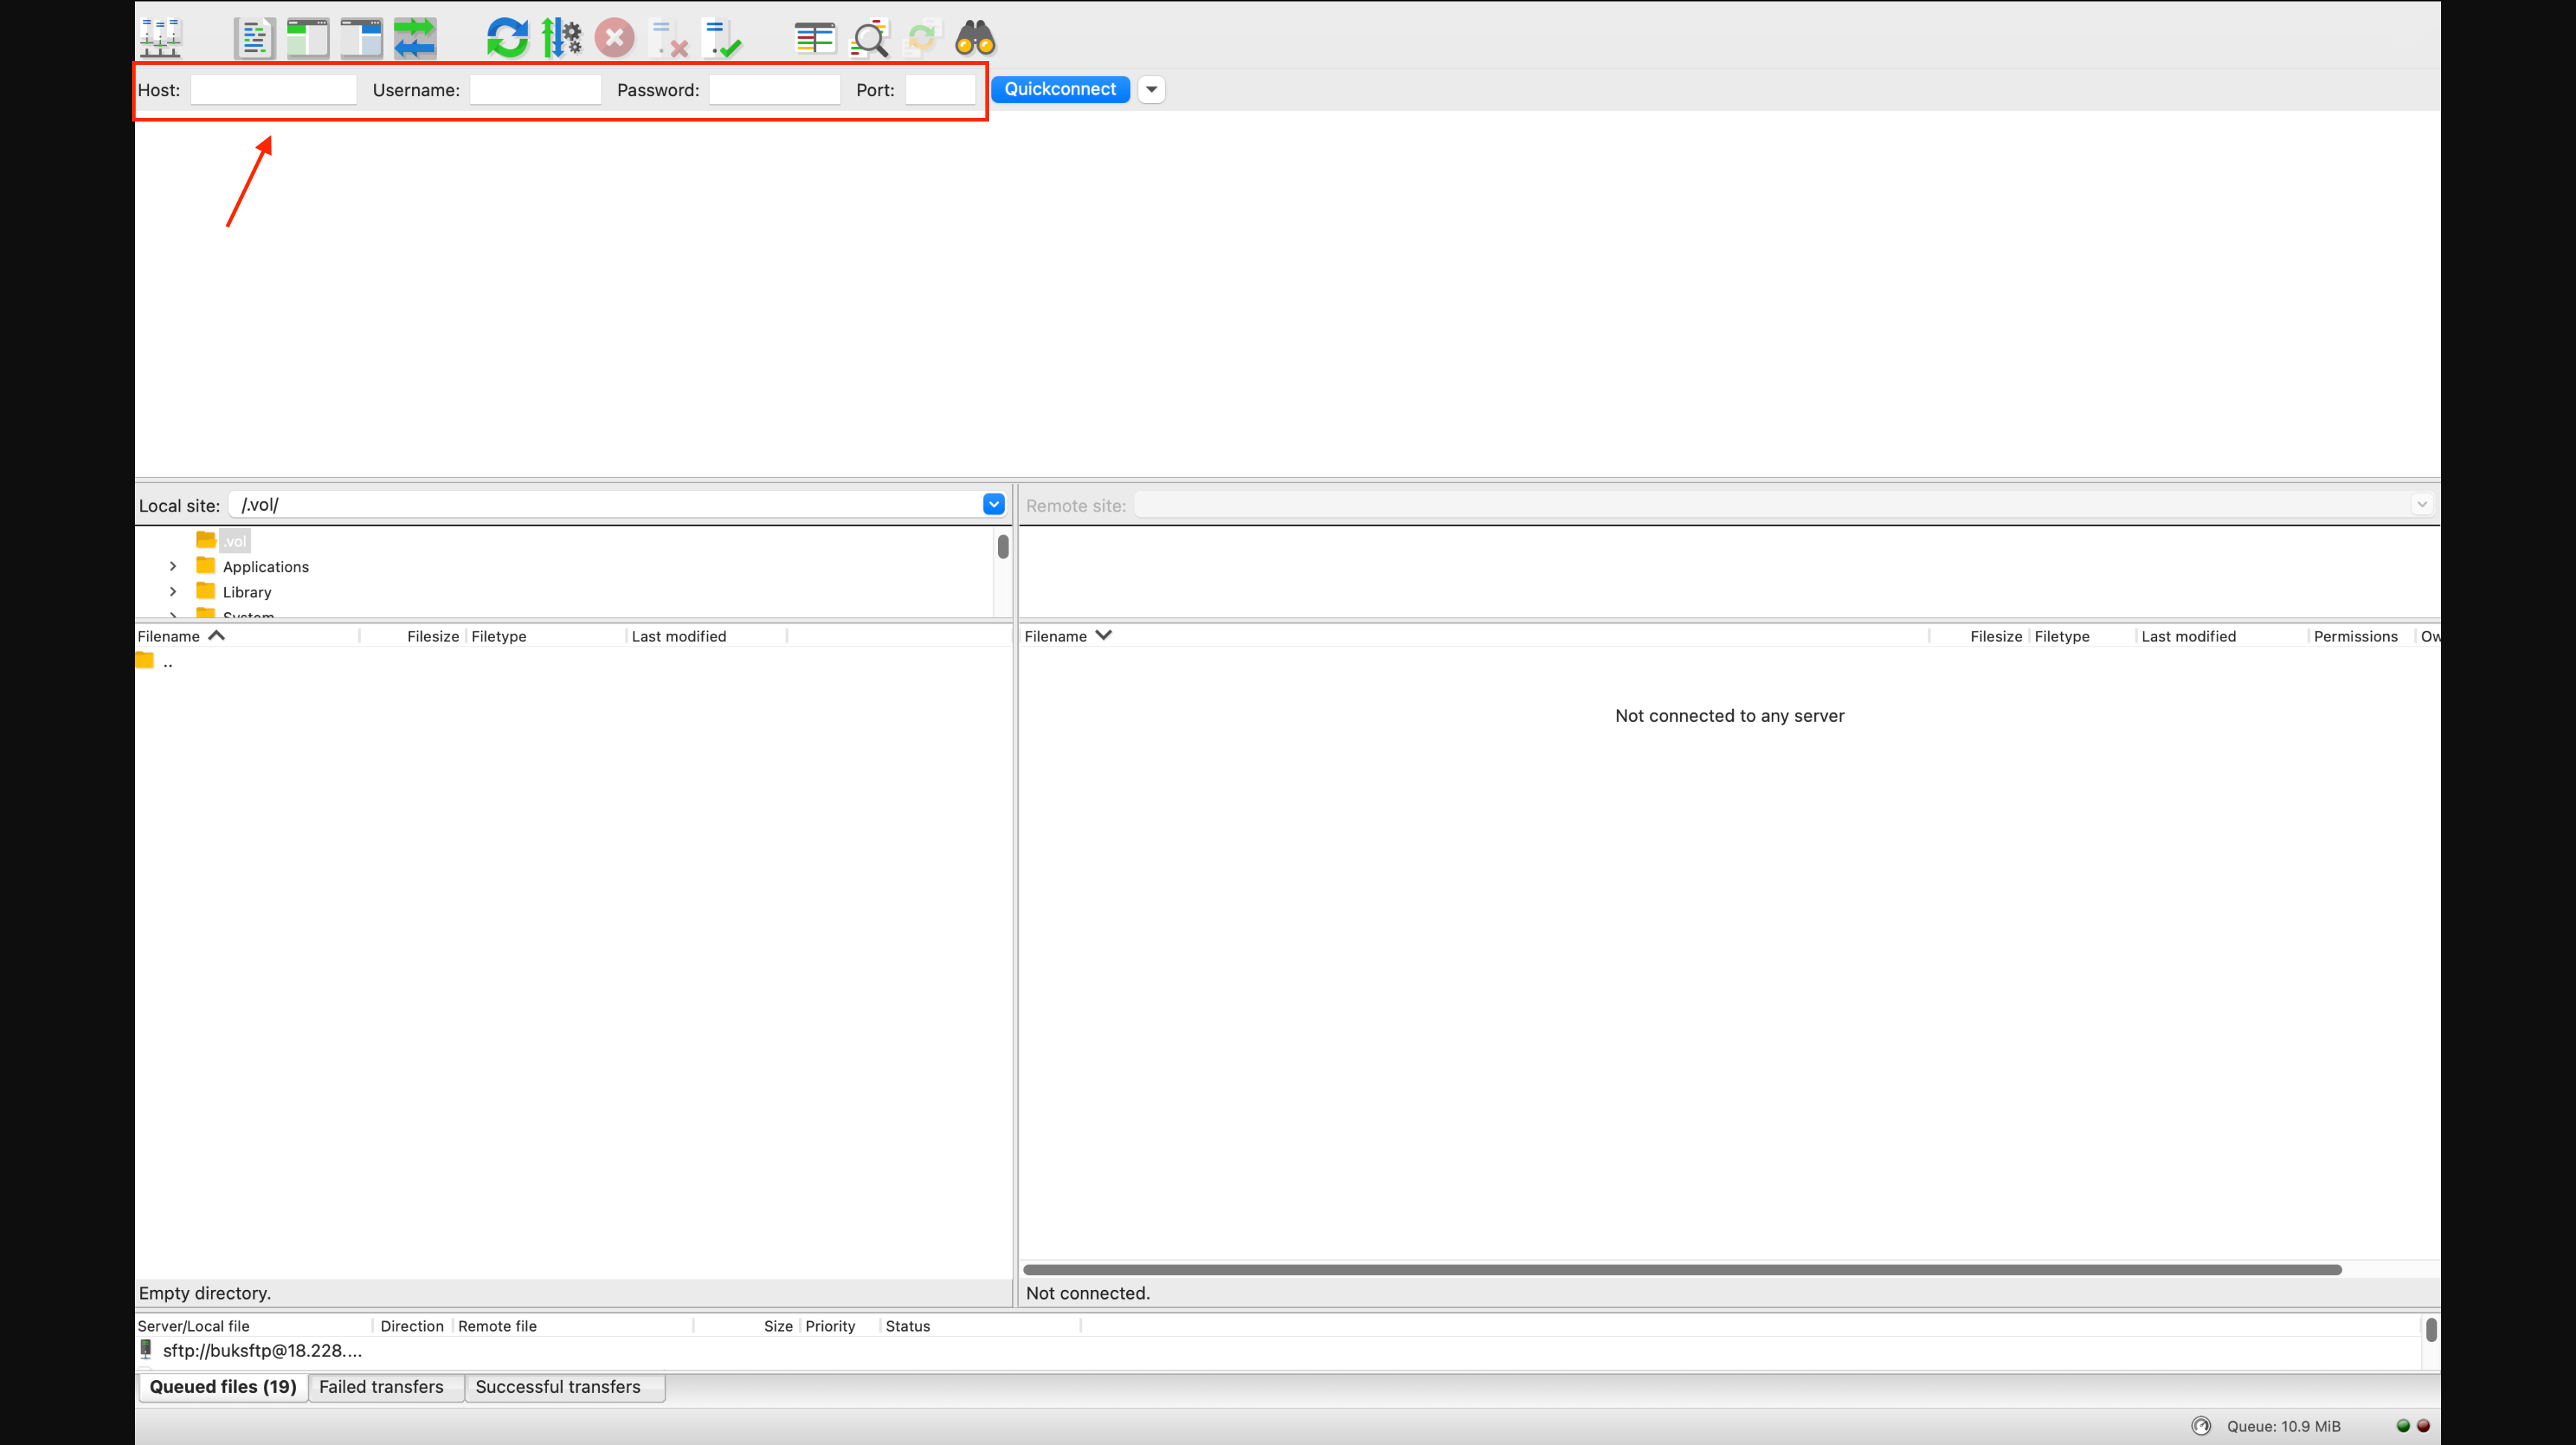 Host: Username: Password: Port: Quickconnect
Local site: /.vol/ Remote site:
.vol
Applications
Library
System
Filename Filesize Filetype Last modified Filename Filesize Filetype Last modified Permissions Ow
..
Not connected to any server
Empty directory. Not connected.
Server/Local file Direction Remote file Size Priority Status
sftp://buksftp@18.228....
Queued files (19) Failed transfers Successful transfers
Queue: 10.9 MiB